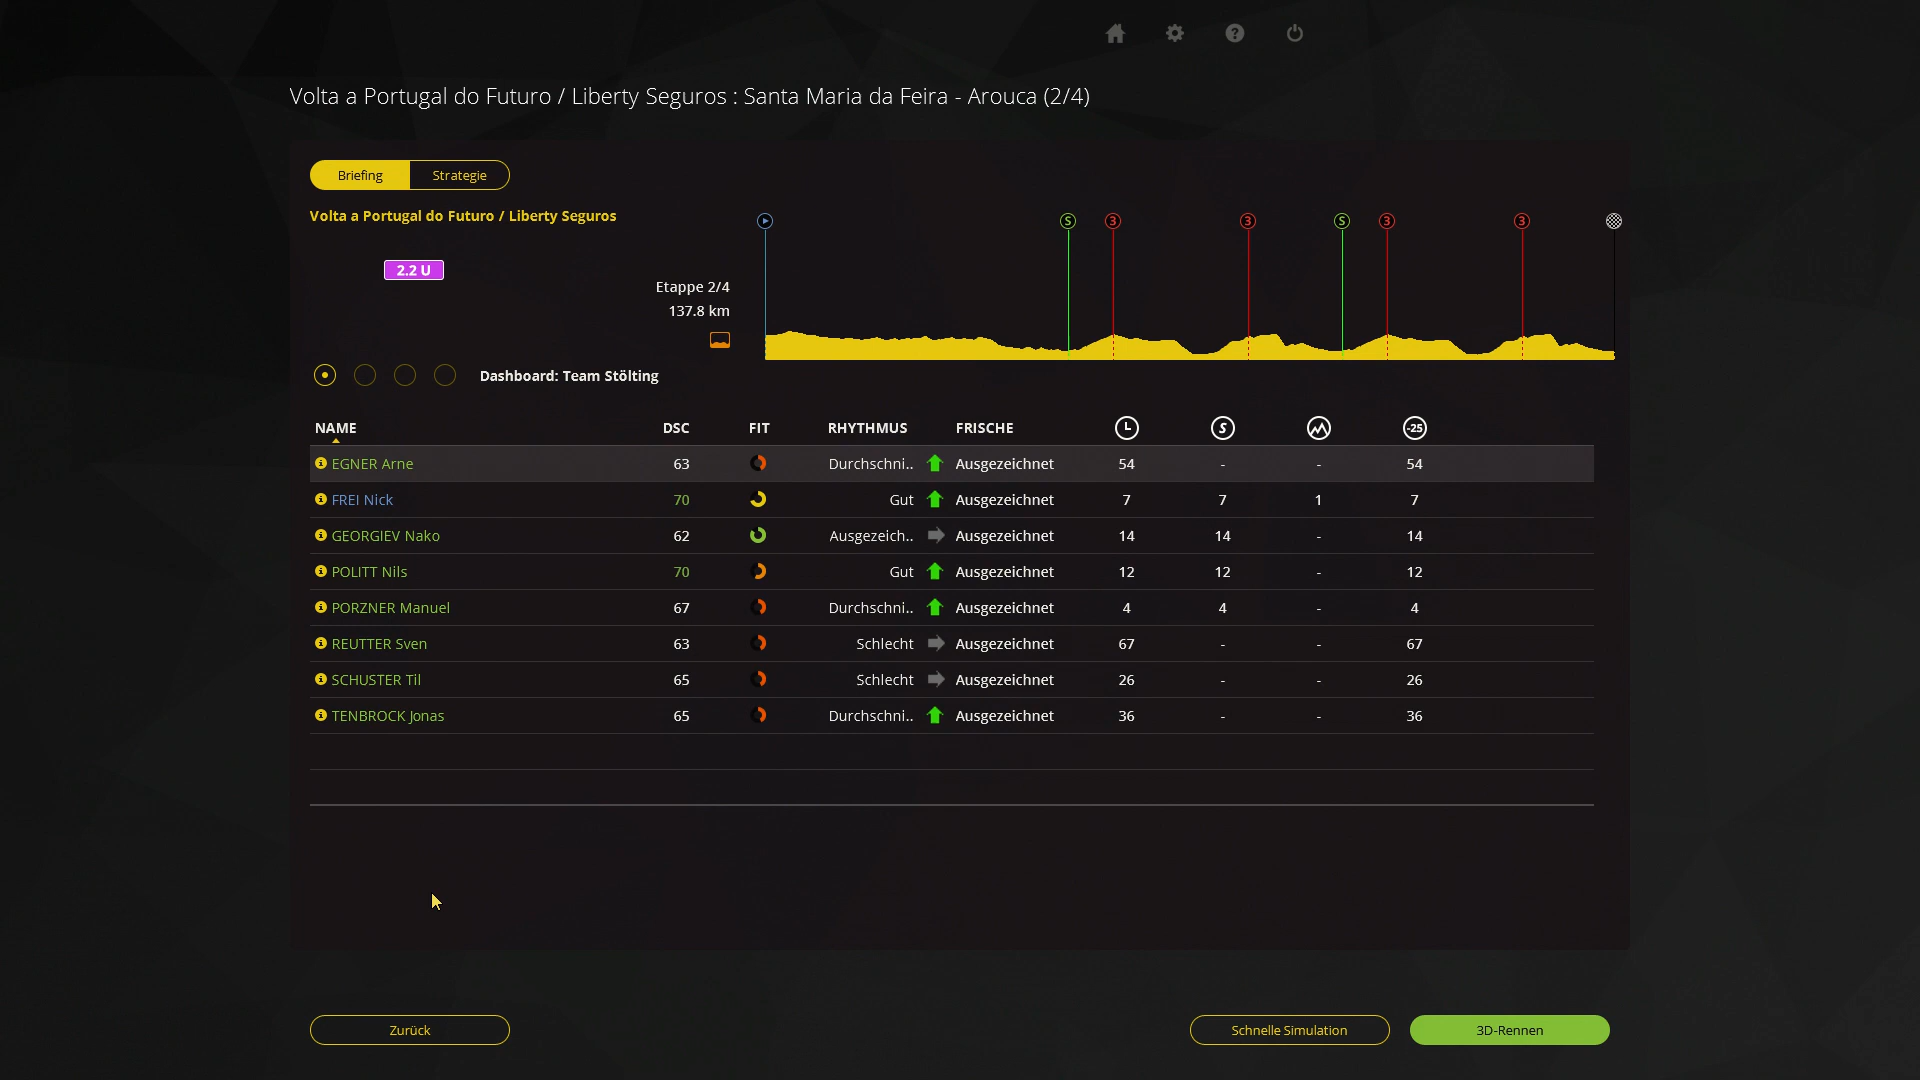 Volta a Portugal do Futuro / Liberty Seguros : Santa Maria da Feira - Arouca (2/4)
Briefing Strategie
Volta a Portugal do Futuro / Liberty Seguros
S 3 3 S 3 3
2.2 U
Etappe 2/4
137.8 km
Dashboard: Team Stölting
NAME DSC FIT RHYTHMUS FRISCHE S -25
EGNER Arne 63 Durchschni.. Ausgezeichnet 54 - - 54
FREI Nick 70 Gut Ausgezeichnet 7 7 1 7
GEORGIEV Nako 62 Ausgezeich.. Ausgezeichnet 14 14 - 14
POLITT Nils 70 Gut Ausgezeichnet 12 12 - 12
PORZNER Manuel 67 Durchschni.. Ausgezeichnet 4 4 - 4
REUTTER Sven 63 Schlecht Ausgezeichnet 67 - - 67
SCHUSTER Til 65 Schlecht Ausgezeichnet 26 - - 26
TENBROCK Jonas 65 Durchschni.. Ausgezeichnet 36 - - 36
Zurück Schnelle Simulation 3D-Rennen